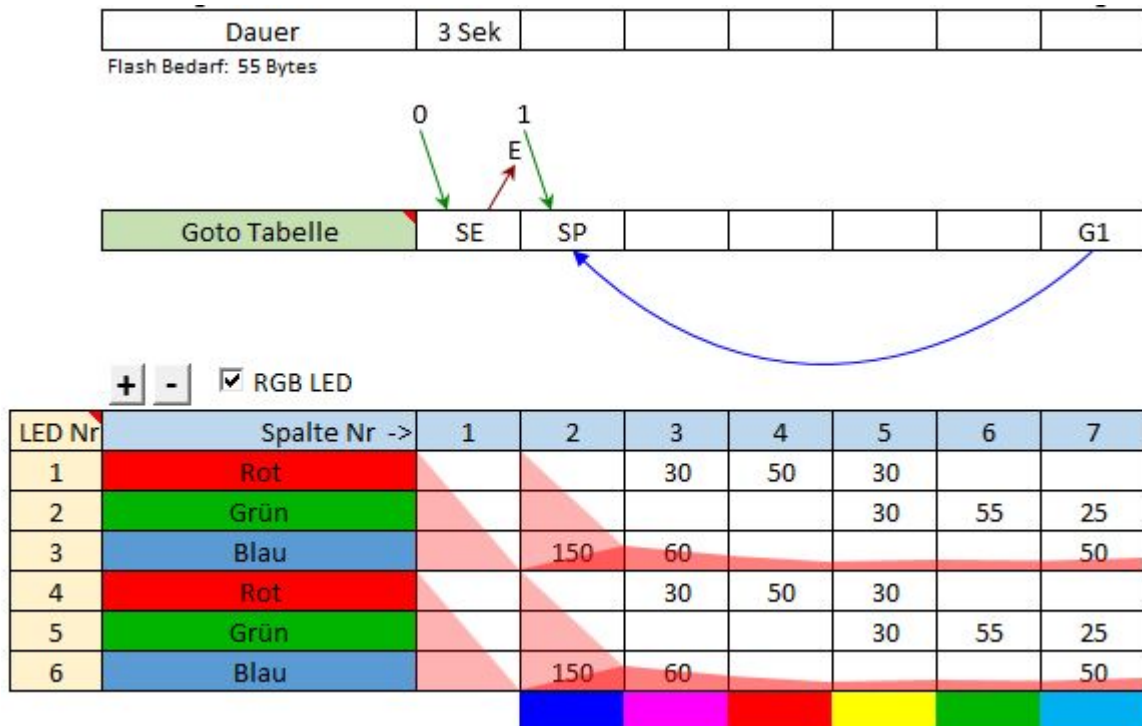 Dauer 3 Sek
Flash Bedarf: 55 Bytes
0 1
E
Goto Tabelle SE SP G1
+ - RGB LED
LED Nr Spalte Nr -> 1 2 3 4 5 6 7
1 Rot 30 50 30
2 Grün 30 55 25
3 Blau 150 60 50
4 Rot 30 50 30
5 Grün 30 55 25
6 Blau 150 60 50